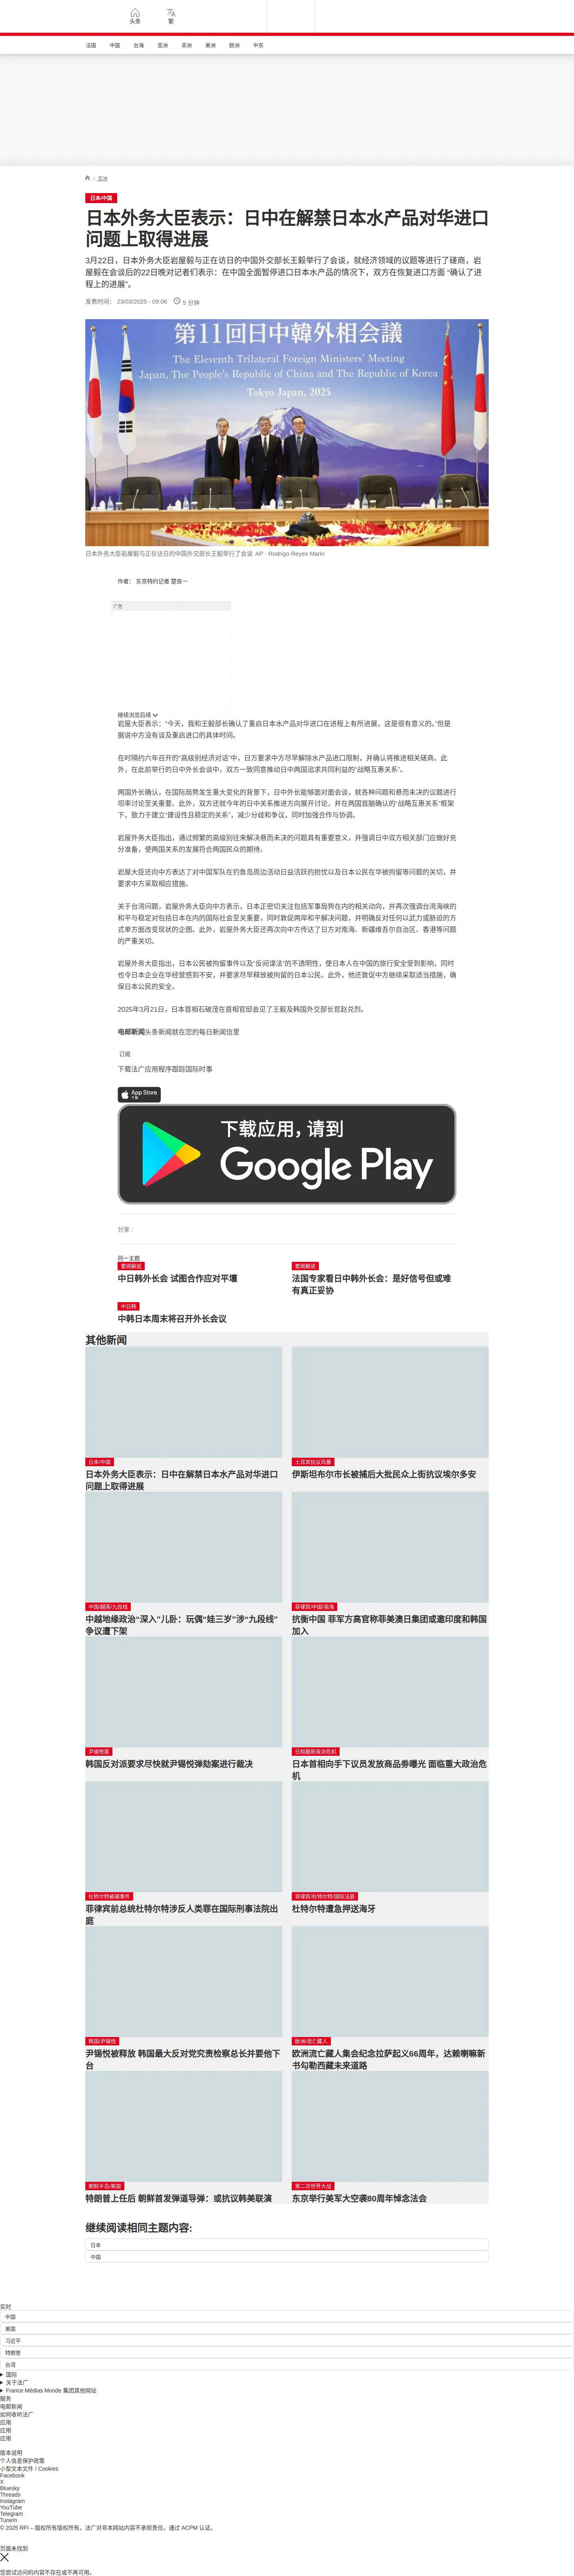 头条
繁
法国
中国
台海
亚洲
非洲
美洲
欧洲
中东
/ 亚洲
日本/中国
日本外务大臣表示：日中在解禁日本水产品对华进口
问题上取得进展
3月22日，日本外务大臣岩屋毅与正在访日的中国外交部长王毅举行了会谈，就经济领域的议题等进行了磋商，岩
屋毅在会谈后的22日晚对记者们表示：在中国全面暂停进口日本水产品的情况下，双方在恢复进口方面 “确认了进
程上的进展”。
发表时间： 23/03/2025 - 09:06
5 分钟
第11回日中韓外相会議
The Eleventh Trilateral Foreign Ministers' Meeting
Japan, The People's Republic of China and The Republic of Korea
Tokyo Japan, 2025
日本外务大臣岩屋毅与正在访日的中国外交部长王毅举行了会谈 AP - Rodrigo Reyes Marin
作者： 东京特约记者 楚良一
广告
继续浏览后续
岩屋大臣表示：“今天，我和王毅部长确认了重启日本水产品对华进口在进程上有所进展，这是很有意义的。”但是
据说中方没有谈及重启进口的具体时间。
在时隔约六年召开的“高级别经济对话”中，日方要求中方尽早解除水产品进口限制，并确认将推进相关磋商。此
外，在此前举行的日中外长会谈中，双方一致同意推动日中两国追求共同利益的“战略互惠关系”。
两国外长确认，在国际局势发生重大变化的背景下，日中外长能够面对面会谈，就各种问题和悬而未决的议题进行
坦率讨论至关重要。此外，双方还就今年的日中关系推进方向展开讨论，并在两国首脑确认的“战略互惠关系”框架
下，致力于建立“建设性且稳定的关系”，减少分歧和争议，同时加强合作与协调。
岩屋外务大臣指出，通过频繁的高级别往来解决悬而未决的问题具有重要意义，并强调日中双方相关部门应做好充
分准备，使两国关系的发展符合两国民众的期待。
岩屋大臣还向中方表达了对中国军队在钓鱼岛周边活动日益活跃的担忧以及日本公民在华被拘留等问题的关切，并
要求中方采取相应措施。
关于台湾问题，岩屋外务大臣向中方表示，日本正密切关注包括军事局势在内的相关动向，并再次强调台湾海峡的
和平与稳定对包括日本在内的国际社会至关重要，同时敦促两岸和平解决问题，并明确反对任何以武力或胁迫的方
式单方面改变现状的企图。此外，岩屋外务大臣还再次向中方传达了日方对南海、新疆维吾尔自治区、香港等问题
的严重关切。
岩屋外务大臣指出，日本公民被拘留事件以及“反间谍法”的不透明性，使日本人在中国的旅行安全受到影响，同时
也令日本企业在华经营感到不安，并要求尽早释放被拘留的日本公民。此外，他还敦促中方继续采取适当措施，确
保日本公民的安全。
2025年3月21日，日本首相石破茂在首相官邸会见了王毅及韩国外交部长官赵兑烈。
电邮新闻头条新闻就在您的每日新闻信里
订阅
下载法广应用程序跟踪国际时事
App Store
下载
下载应用，请到
Google Play
分享 :
同一主题
要闻解说
中日韩外长会 试图合作应对平壤
要闻解说
法国专家看日中韩外长会：是好信号但或难
有真正妥协
中日韩
中韩日本周末将召开外长会议
其他新闻
日本/中国
日本外务大臣表示：日中在解禁日本水产品对华进口
问题上取得进展
土耳其抗议风暴
伊斯坦布尔市长被捕后大批民众上街抗议埃尔多安
中国/越南/九段线
中越地缘政治“深入”儿卧：玩偶“娃三岁”涉“九段线”
争议遭下架
菲律宾/中国/南海
抗衡中国 菲军方高官称菲美澳日集团或邀印度和韩国
加入
尹锡悦案
韩国反对派要求尽快就尹锡悦弹劾案进行裁决
日相最新政治危机
日本首相向手下议员发放商品券曝光 面临重大政治危
机
杜特尔特被捕事件
菲律宾前总统杜特尔特涉反人类罪在国际刑事法院出
庭
菲律宾/杜特尔特/国际法庭
杜特尔特遭急押送海牙
韩国/尹锡悦
尹锡悦被释放 韩国最大反对党究责检察总长并要他下
台
欧洲/流亡藏人
欧洲流亡藏人集会纪念拉萨起义66周年，达赖喇嘛新
书勾勒西藏未来道路
朝鲜半岛/美国
特朗普上任后 朝鲜首发弹道导弹：或抗议韩美联演
第二次世界大战
东京举行美军大空袭80周年悼念法会
继续阅读相同主题内容:
日本
中国
实时
中国
美国
习近平
特朗普
台湾
国际
关于法广
France Médias Monde 集团其他网站
服务
电邮新闻
如何收听法广
应用
应用
应用
版本说明
个人信息保护政策
小型文本文件 / Cookies
Facebook
X
Bluesky
Threads
Instagram
YouTube
Telegram
TuneIn
© 2025 RFI – 版权所有版权所有。法广对非本网站内容不承担责任。通过 ACPM 认证。
页面未找到
您尝试访问的内容不存在或不再可用。